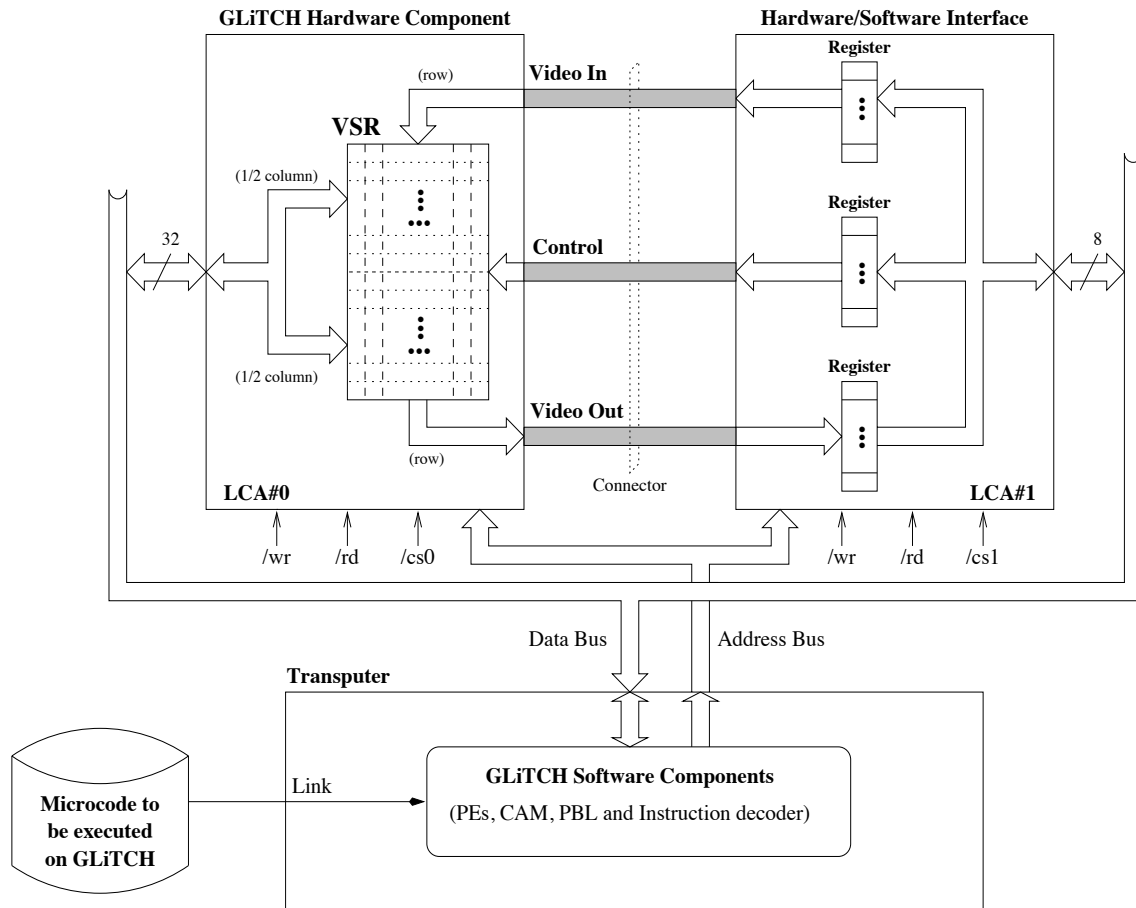 GLiTCH Hardware Component
Hardware/Software Interface
Register
Video In
(row)
VSR
(1/2 column)
Register
32
Control
8
Register
(1/2 column)
Video Out
(row)
Connector
LCA#0
LCA#1
/wr
/rd
/cs0
/wr
/rd
/cs1
Data Bus
Address Bus
Transputer
GLiTCH Software Components
(PEs, CAM, PBL and Instruction decoder)
Link
Microcode to
be executed
on GLiTCH